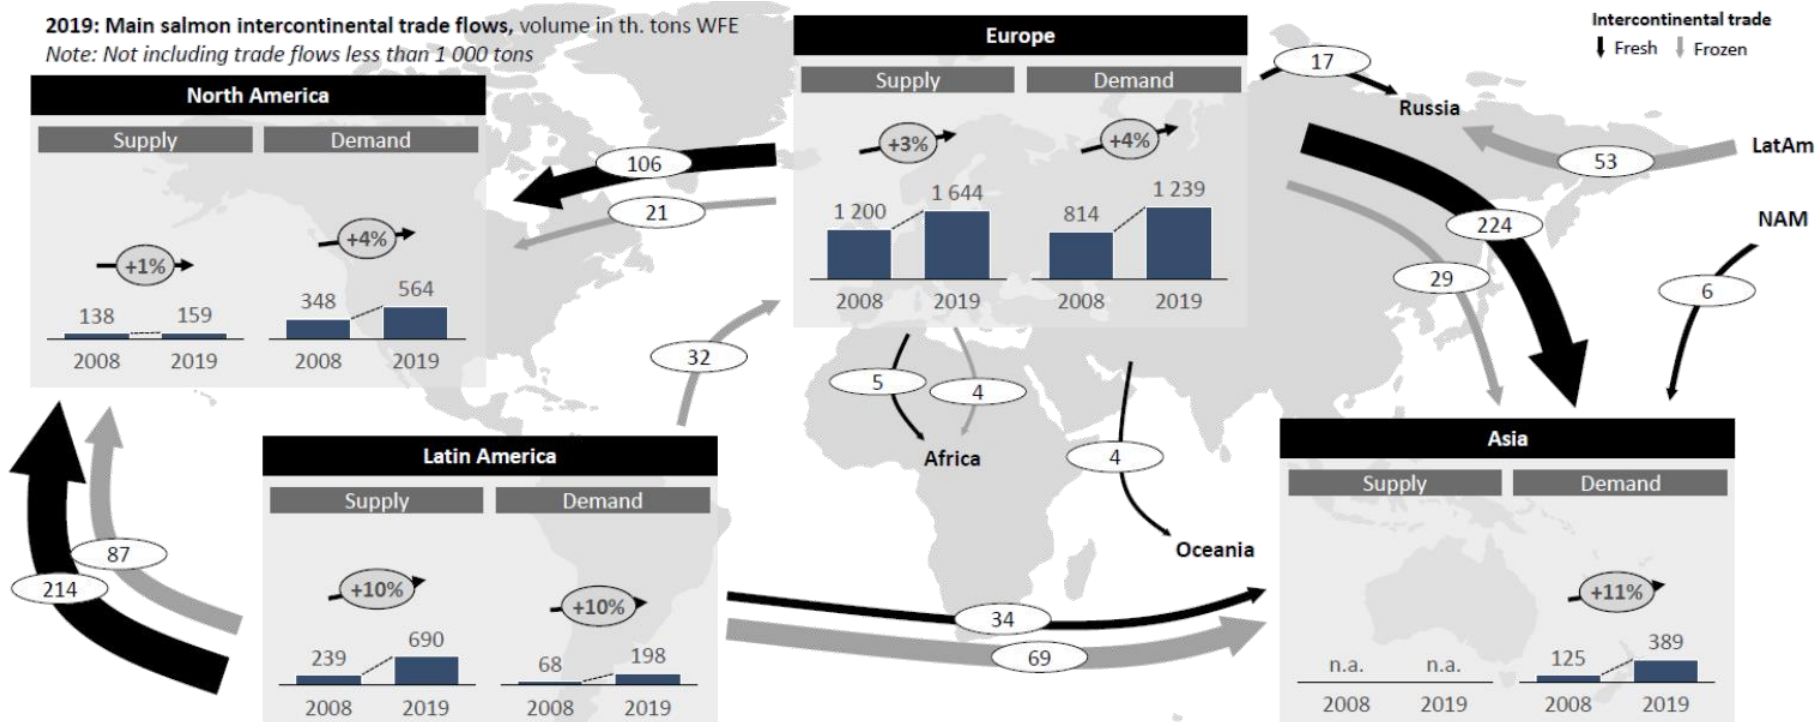 2019: Main salmon intercontinental trade flows, volume in th. tons WFE
Note: Not including trade flows less than 1 000 tons
Intercontinental trade
Fresh Frozen
North America
Supply Demand
+1% +4%
138 159 348 564
2008 2019 2008 2019
106
21
Europe
Supply Demand
+3% +4%
1 200 1 644 814 1 239
2008 2019 2008 2019
17
Russia
LatAm
53
NAM
224
29
6
32
5
4
Africa
4
Oceania
87
214
Latin America
Supply Demand
+10% +10%
239 690 68 198
2008 2019 2008 2019
34
69
Asia
Supply Demand
+11%
n.a. n.a. 125 389
2008 2019 2008 2019